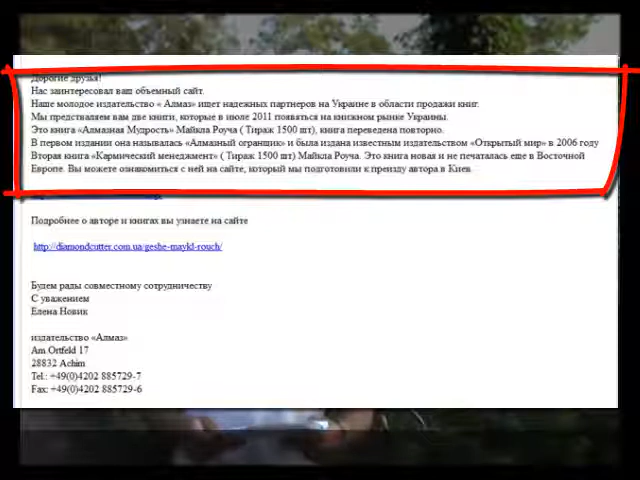 Дорогие друзья!
Нас заинтересовал ваш объемный сайт.
Наше молодое издательство « Алмаз» ищет надежных партнеров на Украине в области продажи книг.
Мы представляем вам две книги, которые в июле 2011 появяться на книжном рынке Украины.
Это книга «Алмазная Мудрость» Майкла Роуча ( Тираж 1500 шт), книга переведена повторно.
В первом издании она называлась «Алмазный огранщик» и была издана известным издательством «Открытый мир» в 2006 году
Вторая книга «Кармический менеджмент» ( Тираж 1500 шт) Майкла Роуча. Это книга новая и не печаталась еще в Восточной
Европе. Вы можете ознакомиться с ней на сайте, который мы подготовили к преизду автора в Киев.
Подробнее о авторе и книгах вы узнаете на сайте
http://diamondcutter.com.ua/geshe-maykl-rouch/
Будем рады совместному сотрудничеству
С уважением
Елена Новик
издательство «Алмаз»
Am Ortfeld 17
28832 Achim
Tel.: +49(0)4202 885729-7
Fax: +49(0)4202 885729-6